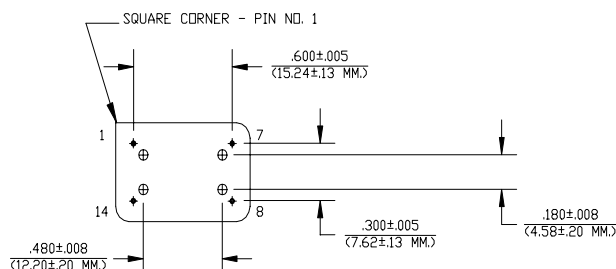 SQUARE CORNER - PIN NO. 1
.600±.005
(15.24±.13 MM.)
1
7
14
8
.300±.005
(7.62±.13 MM.)
.180±.008
(4.58±.20 MM.)
.480±.008
(12.20±.20 MM.)